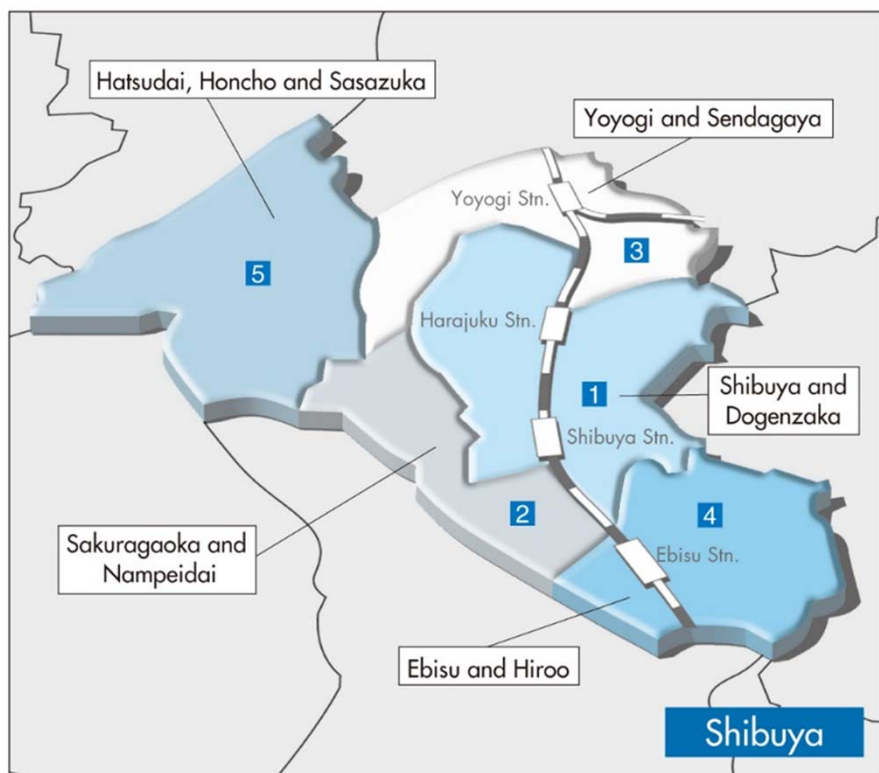 Hatsudai, Honcho and Sasazuka
Yoyogi and Sendagaya
Yoyogi Stn.
3
5
Harajuku Stn.
1
Shibuya and
Dogenzaka
Shibuya Stn.
2
4
Sakuragaoka and
Nampeidai
Ebisu Stn.
Ebisu and Hiroo
Shibuya